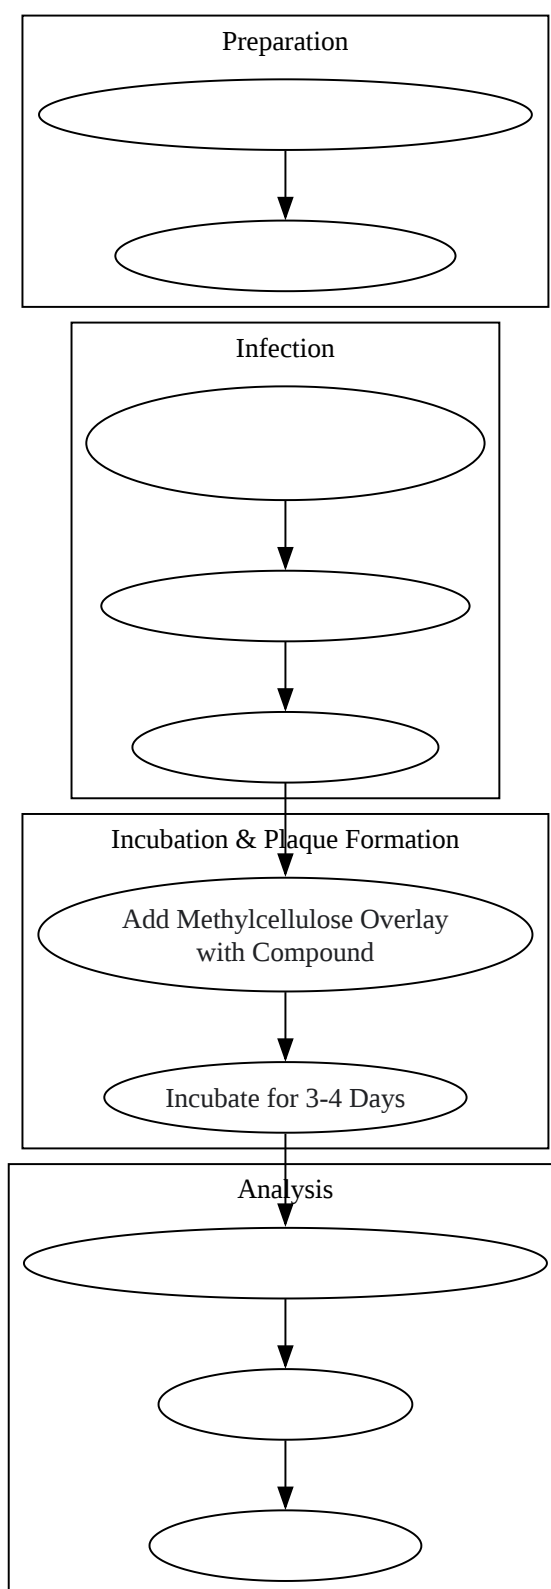 Preparation
Infection
Incubation & Plaque Formation
Add Methylcellulose Overlay
with Compound
Incubate for 3-4 Days
Analysis